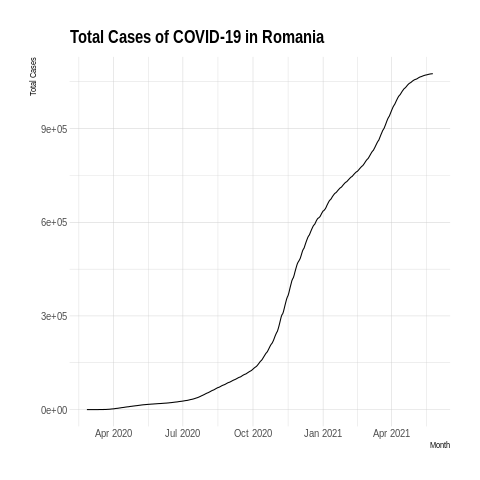 Total Cases of COVID-19 in Romania
Total Cases
9e+05
6e+05
3e+05
0e+00
Apr 2020 Jul 2020 Oct 2020 Jan 2021 Apr 2021
Month